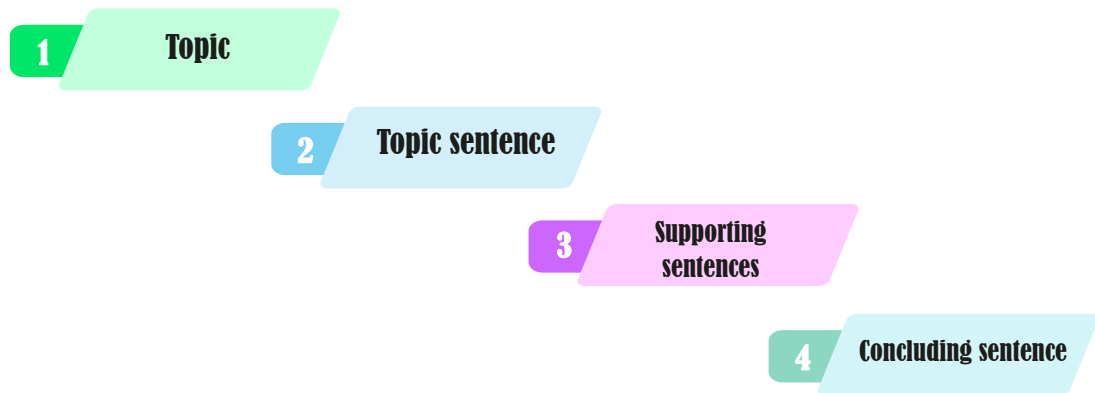 1 Topic
2 Topic sentence
3 Supporting
sentences
4 Concluding sentence